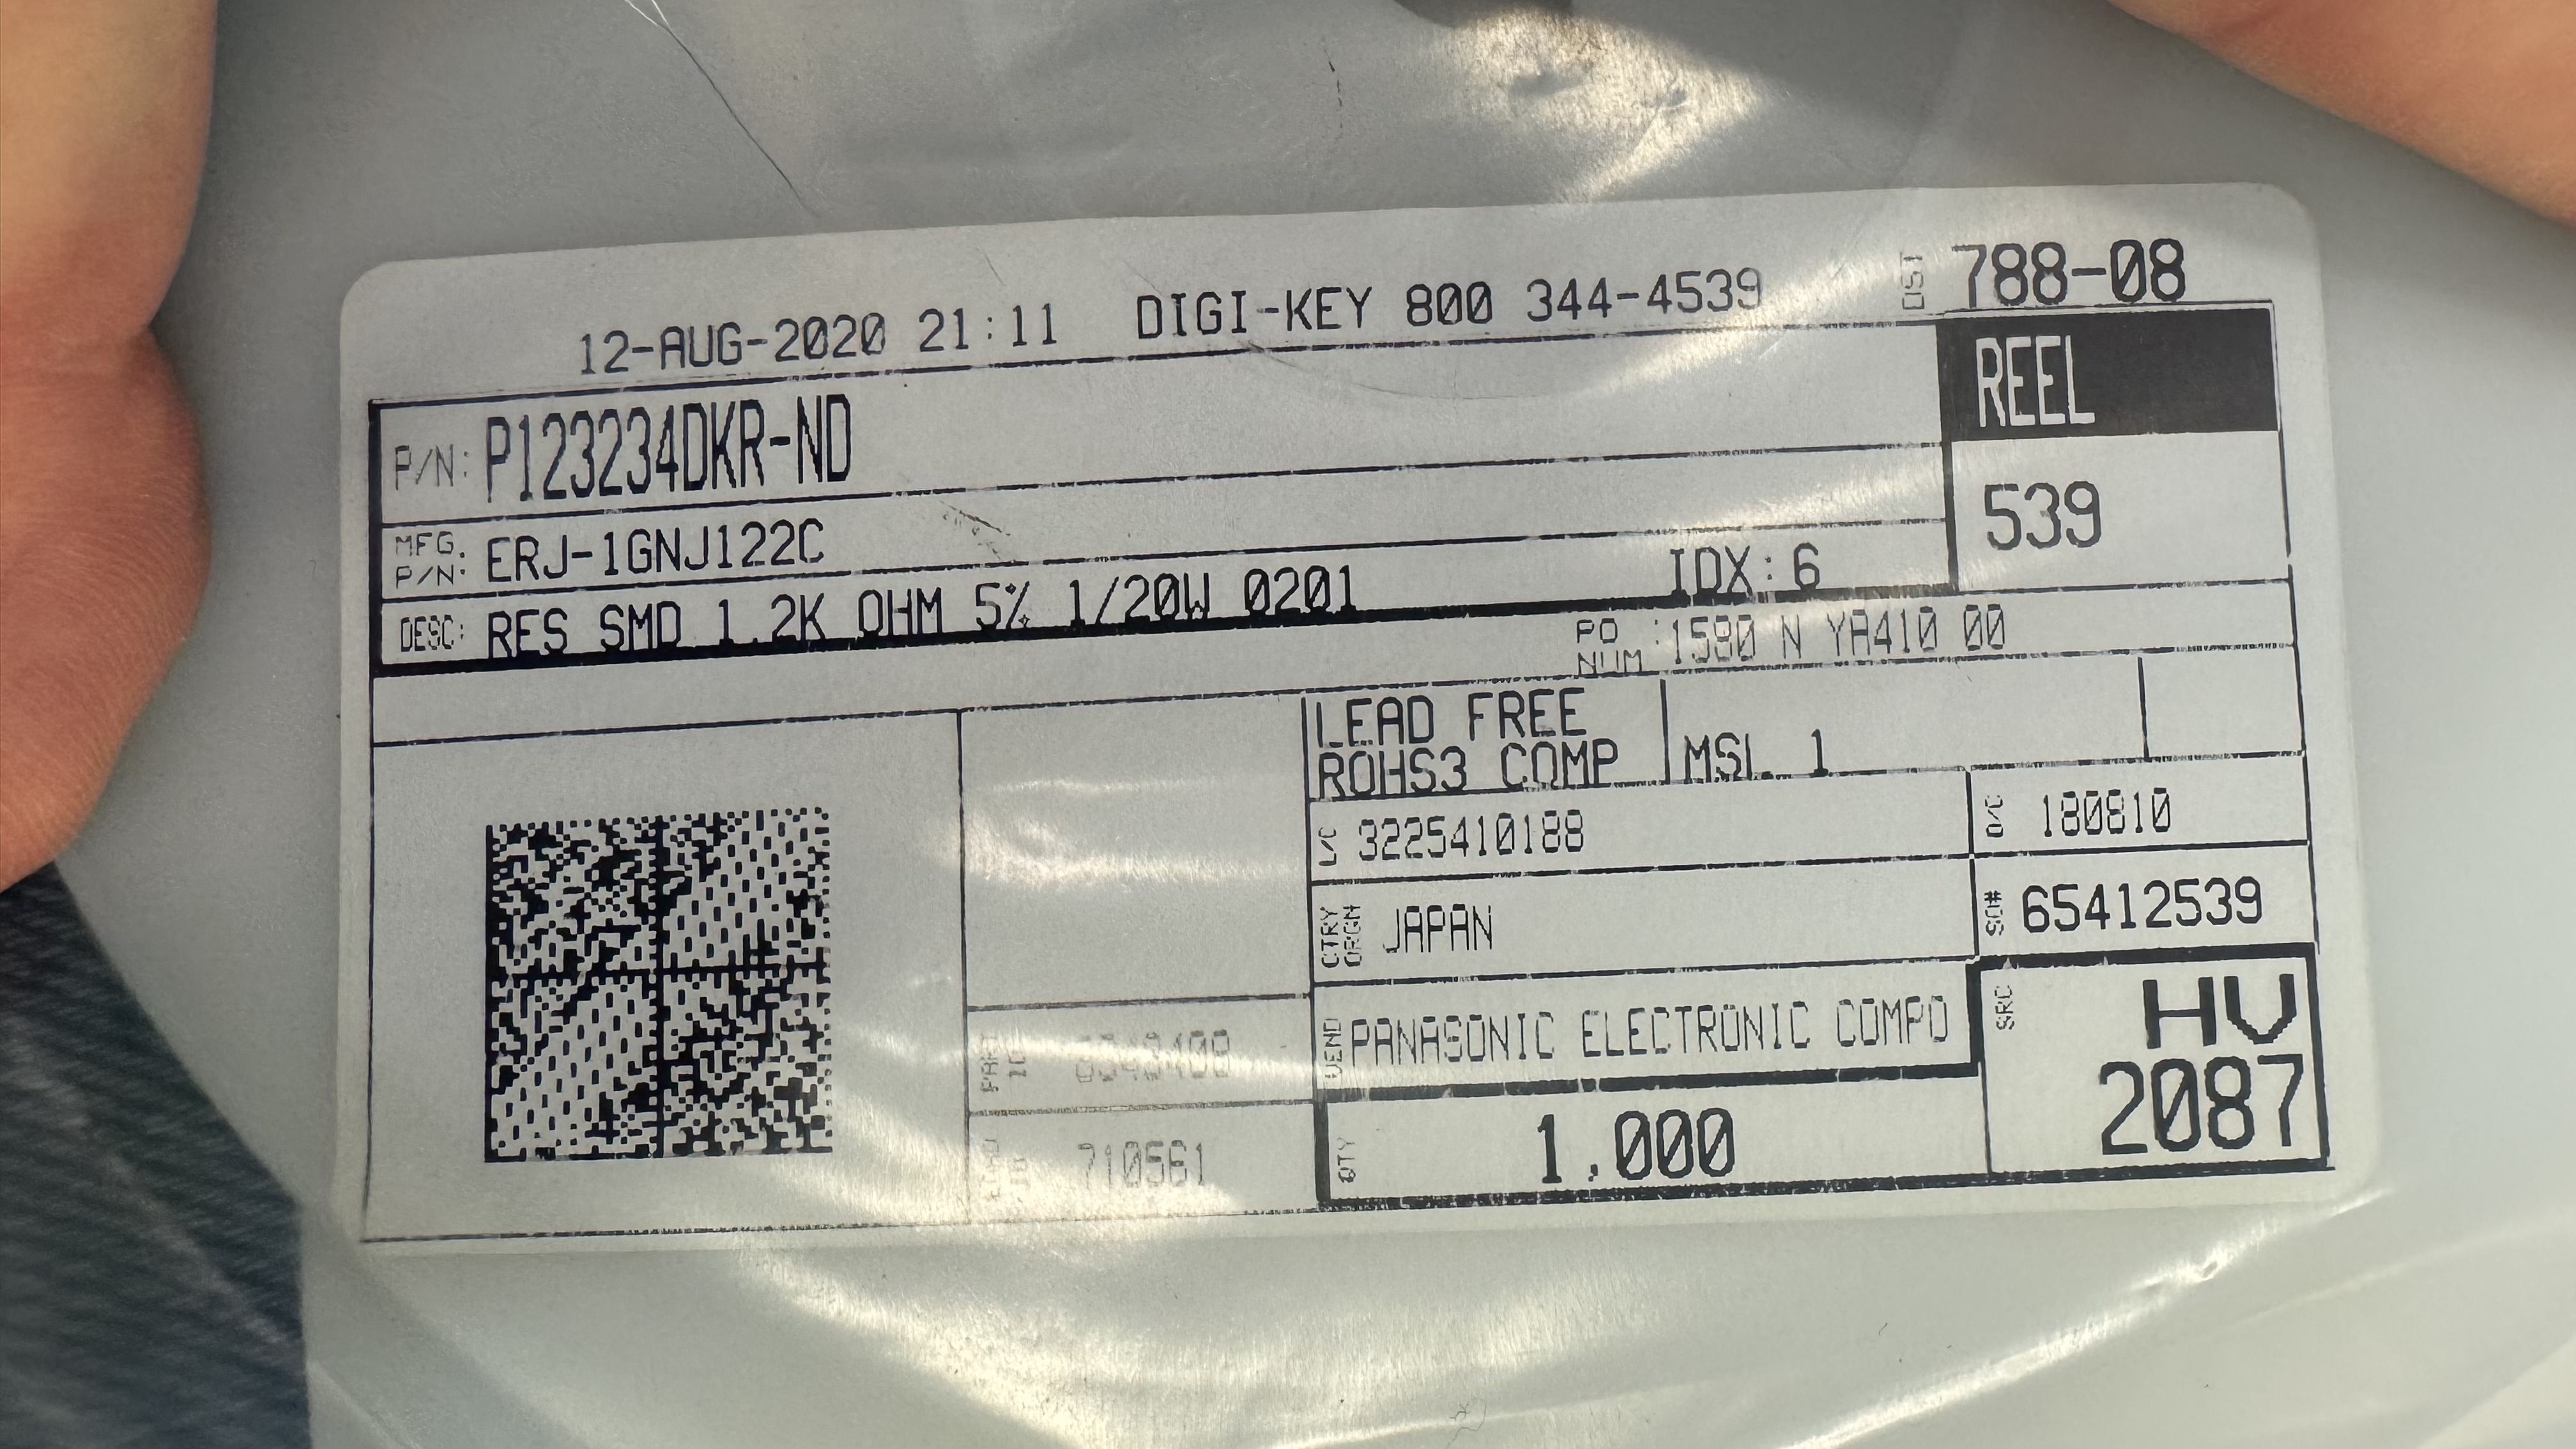 12-AUG-2020 21:11 DIGI-KEY 800 344-4539 DIST 788-08
P/N: P123234DKR-ND
REEL
MFG. P/N: ERJ-1GNJ122C
539
DESC: RES SMD 1.2K OHM 5% 1/20W 0201 IDX:6
PO NUM :1580 N YA410 00
LEAD FREE
ROHS3 COMP
MSL 1
L/C 3225410188
D/C 180810
CTRY ORGN JAPAN
SO# 65412539
PART ID
VEND PANASONIC ELECTRONIC COMPO
SRC HV
2087
710561
QTY 1,000